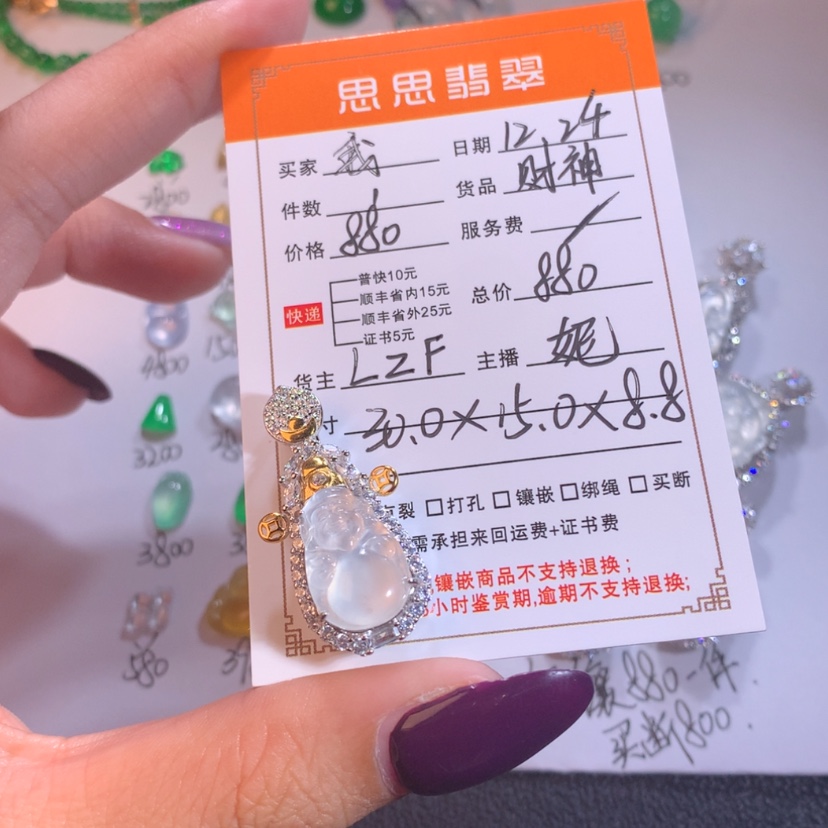 思思翡翠
买家 我 日期 12.24
件数 1 货品 财神
价格 880 服务费 /
快递
普快10元
顺丰省内15元
顺丰省外25元
证书5元
总价 880
货主 LZF 主播 妮
寸 30.0×15.0×8.8
裂 □打孔 □镶嵌 □绑绳 □买断
需承担来回运费+证书费
镶嵌商品不支持退换；
小时鉴赏期,逾期不支持退换;
4800
3200
3800
580
880一件.
买断1800.